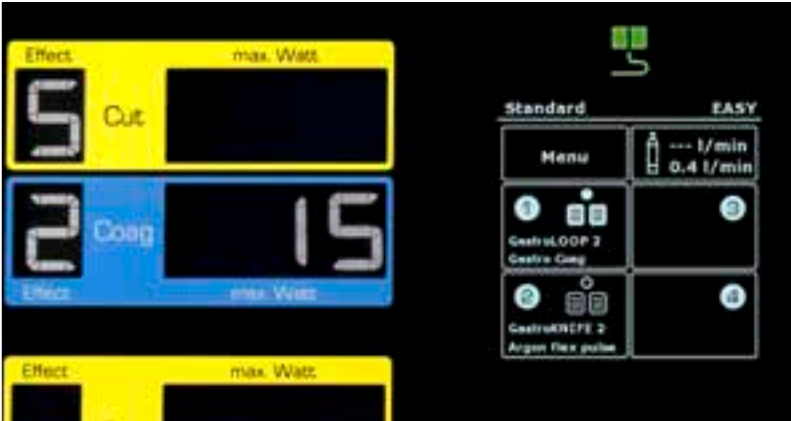 Effect max. Watt
5 Cut
2 Coag 15
Effect max. Watt
Effect max. Watt
Standard EASY
Menu
--- l/min
0.4 l/min
1
3
GastroLOOP 2
Gastro Coag
2
4
GastroKNIFE 2
Argon flex pulse